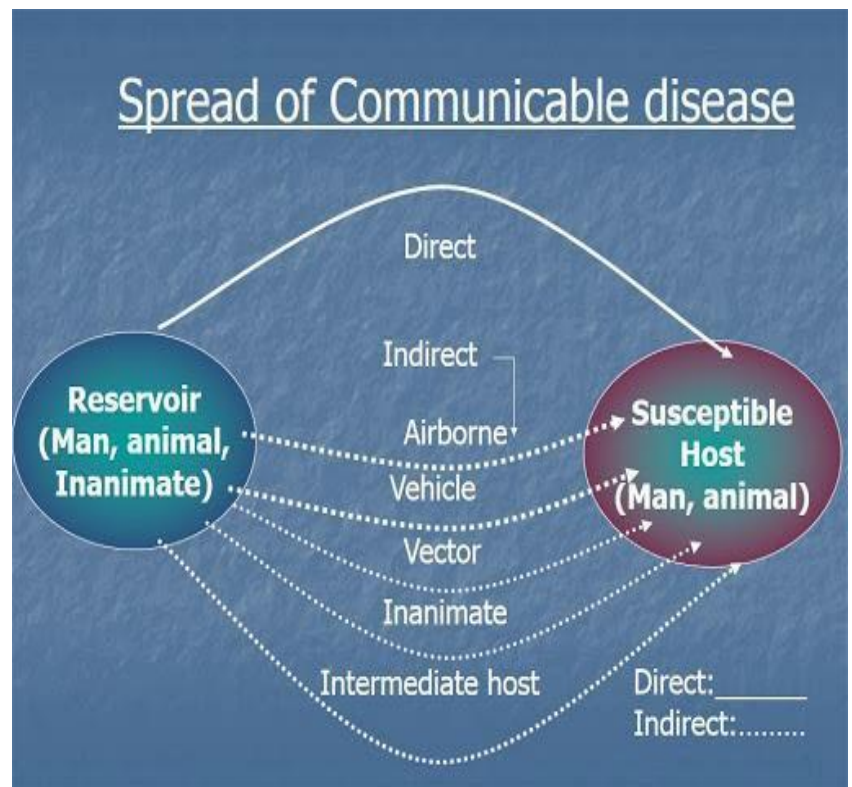 Spread of Communicable disease
Direct
Indirect
Reservoir
(Man, animal,
Inanimate)
Susceptible
Host
(Man, animal)
Airborne
Vehicle
Vector
Inanimate
Intermediate host
Direct:_______
Indirect:.........